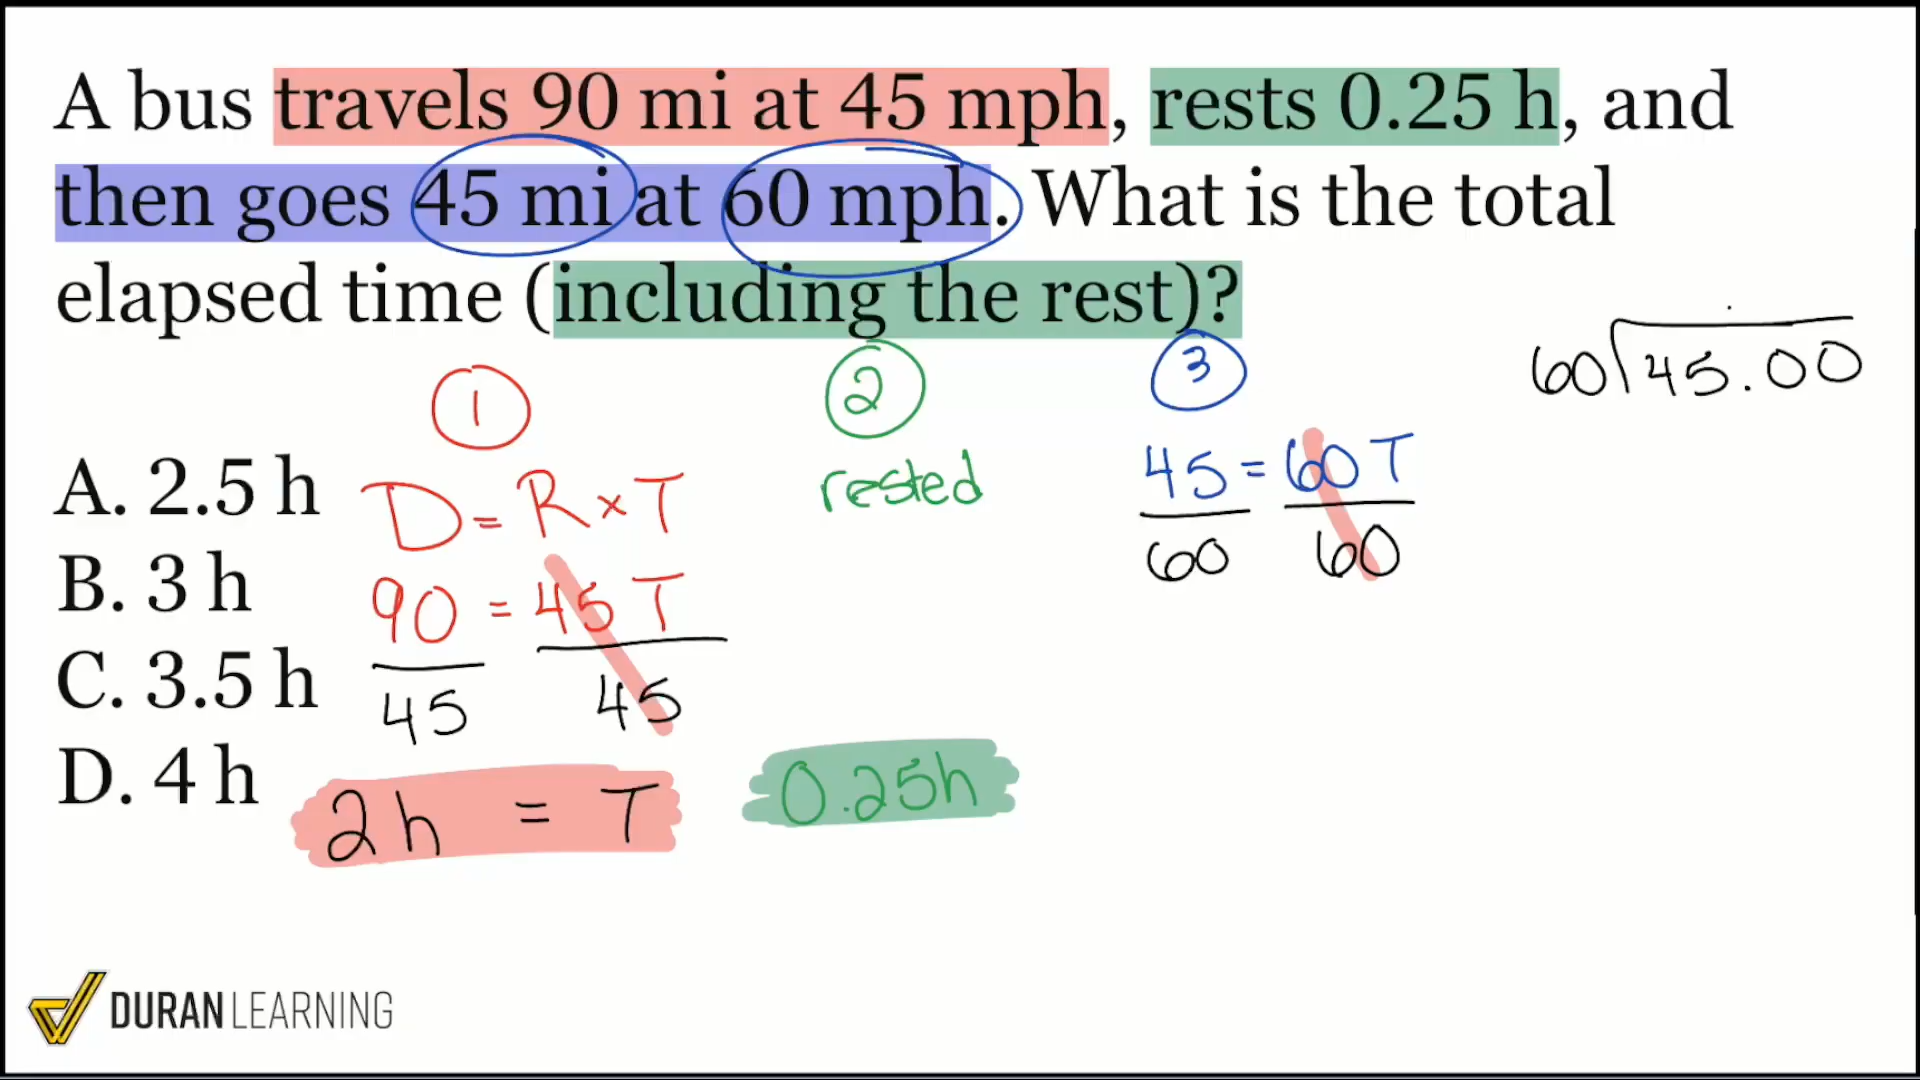 A bus travels 90 mi at 45 mph, rests 0.25 h, and
then goes 45 mi at 60 mph. What is the total
elapsed time (including the rest)?
A. 2.5 h
B. 3 h
C. 3.5 h
D. 4 h
1
D = R × T
90 = 45 T
45 45
2h = T
2
rested
0.25h
3
45 = 60 T
60 60
60 45.00
DURAN LEARNING